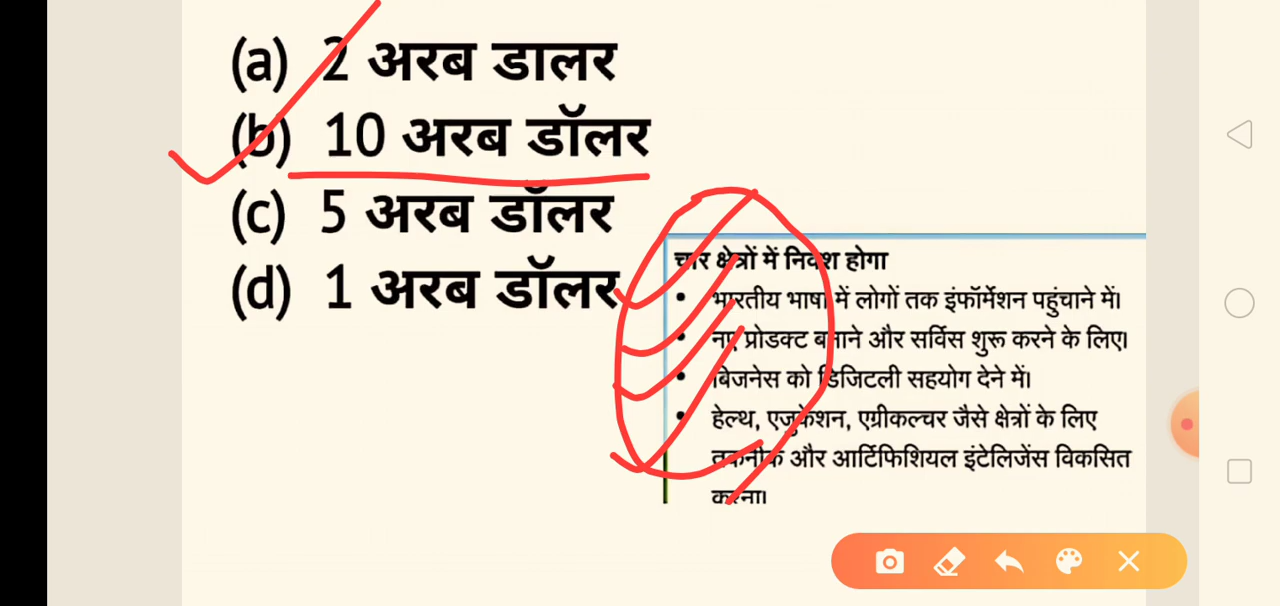 (a) 2 अरब डालर
(b) 10 अरब डॉलर
(c) 5 अरब डॉलर
(d) 1 अरब डॉलर
चार क्षेत्रों में निवेश होगा
• भारतीय भाषा में लोगों तक इंफॉर्मेशन पहुंचाने में।
• नए प्रोडक्ट बनाने और सर्विस शुरू करने के लिए।
• बिजनेस को डिजिटली सहयोग देने में।
• हेल्थ, एजुकेशन, एग्रीकल्चर जैसे क्षेत्रों के लिए
तकनीक और आर्टिफिशियल इंटेलिजेंस विकसित
करना।